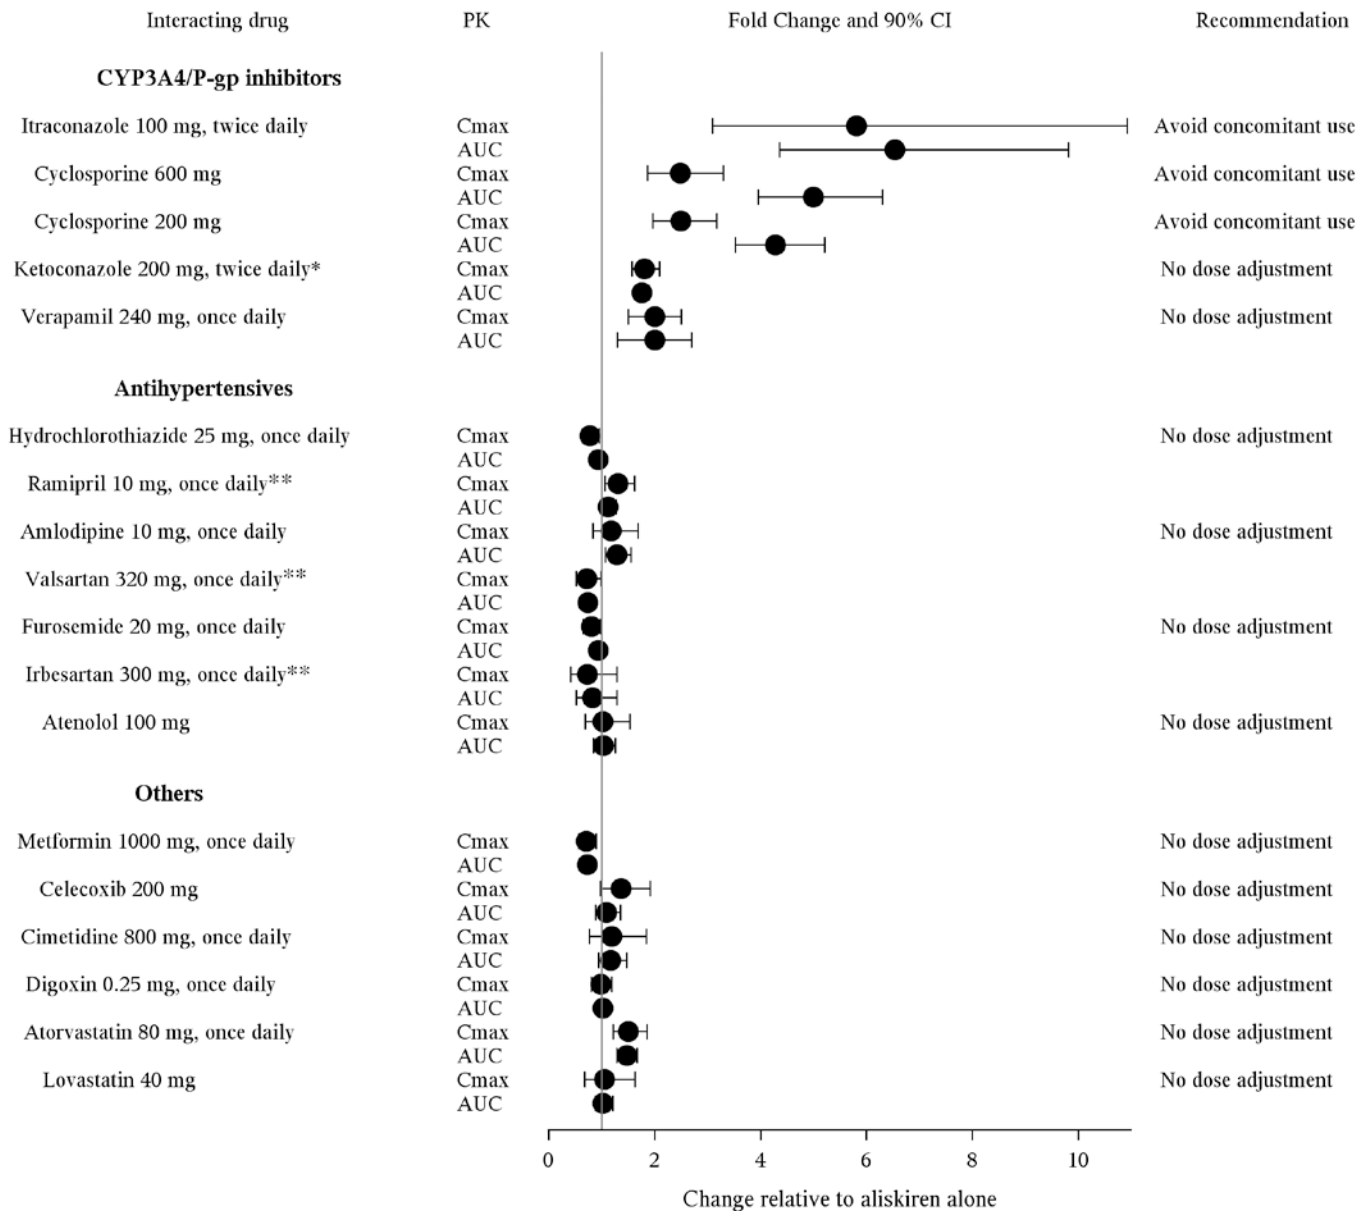 Interacting drug PK Fold Change and 90% CI Recommendation
CYP3A4/P-gp inhibitors
Itraconazole 100 mg, twice daily Cmax Avoid concomitant use
AUC
Cyclosporine 600 mg Cmax Avoid concomitant use
AUC
Cyclosporine 200 mg Cmax Avoid concomitant use
AUC
Ketoconazole 200 mg, twice daily* Cmax No dose adjustment
AUC
Verapamil 240 mg, once daily Cmax No dose adjustment
AUC
Antihypertensives
Hydrochlorothiazide 25 mg, once daily Cmax No dose adjustment
AUC
Ramipril 10 mg, once daily** Cmax
AUC
Amlodipine 10 mg, once daily Cmax No dose adjustment
AUC
Valsartan 320 mg, once daily** Cmax
AUC
Furosemide 20 mg, once daily Cmax No dose adjustment
AUC
Irbesartan 300 mg, once daily** Cmax
AUC
Atenolol 100 mg Cmax No dose adjustment
AUC
Others
Metformin 1000 mg, once daily Cmax No dose adjustment
AUC
Celecoxib 200 mg Cmax No dose adjustment
AUC
Cimetidine 800 mg, once daily Cmax No dose adjustment
AUC
Digoxin 0.25 mg, once daily Cmax No dose adjustment
AUC
Atorvastatin 80 mg, once daily Cmax No dose adjustment
AUC
Lovastatin 40 mg Cmax No dose adjustment
AUC
0 2 4 6 8 10
Change relative to aliskiren alone